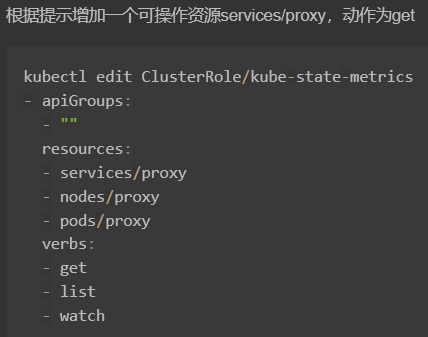 根据提示增加一个可操作资源services/proxy，动作为get
kubectl edit ClusterRole/kube-state-metrics
- apiGroups:
  - ""
  resources:
  - services/proxy
  - nodes/proxy
  - pods/proxy
  verbs:
  - get
  - list
  - watch